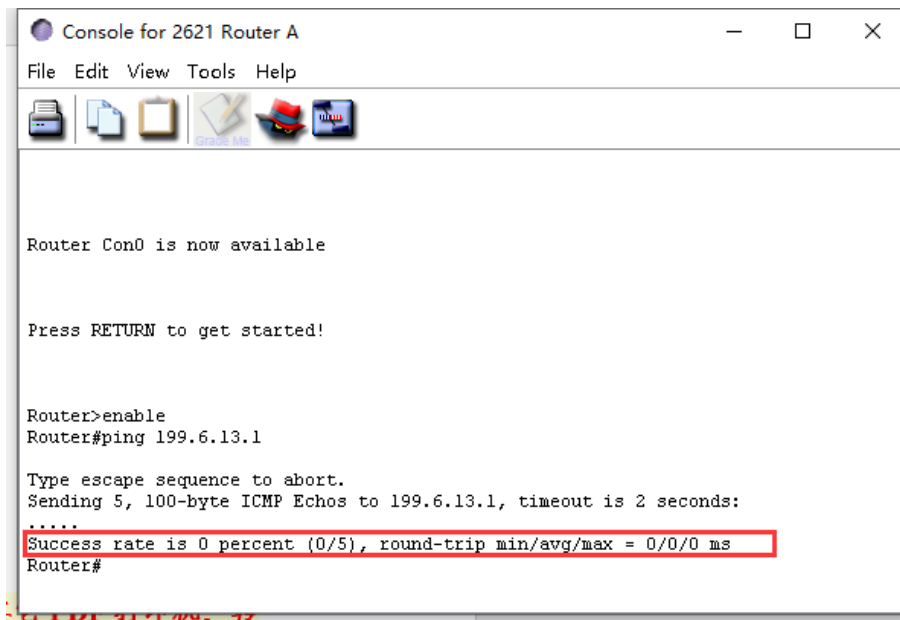 Console for 2621 Router A
File Edit View Tools Help
Grade Me
Router Con0 is now available
Press RETURN to get started!
Router>enable
Router#ping 199.6.13.1
Type escape sequence to abort.
Sending 5, 100-byte ICMP Echos to 199.6.13.1, timeout is 2 seconds:
.....
Success rate is 0 percent (0/5), round-trip min/avg/max = 0/0/0 ms
Router#